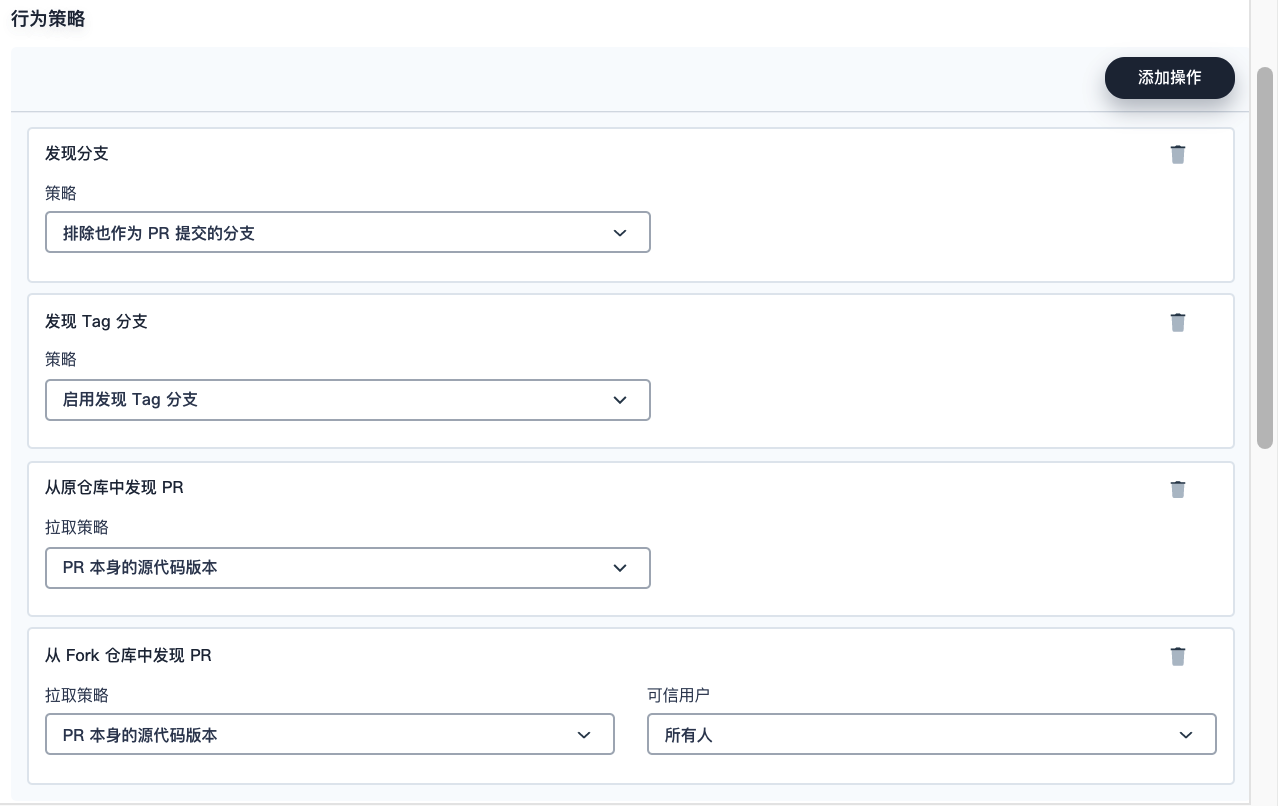 行为策略
添加操作
发现分支
策略
排除也作为 PR 提交的分支
发现 Tag 分支
策略
启用发现 Tag 分支
从原仓库中发现 PR
拉取策略
PR 本身的源代码版本
从 Fork 仓库中发现 PR
拉取策略
可信用户
PR 本身的源代码版本
所有人